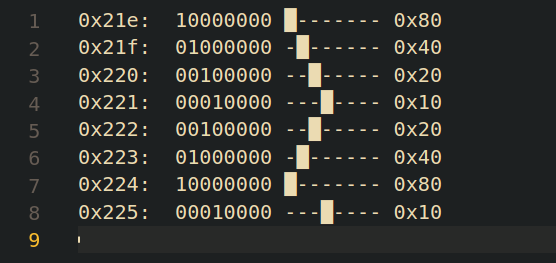 1 0x21e: 10000000 █------- 0x80
2 0x21f: 01000000 -█------ 0x40
3 0x220: 00100000 --█----- 0x20
4 0x221: 00010000 ---█---- 0x10
5 0x222: 00100000 --█----- 0x20
6 0x223: 01000000 -█------ 0x40
7 0x224: 10000000 █------- 0x80
8 0x225: 00010000 ---█---- 0x10
9